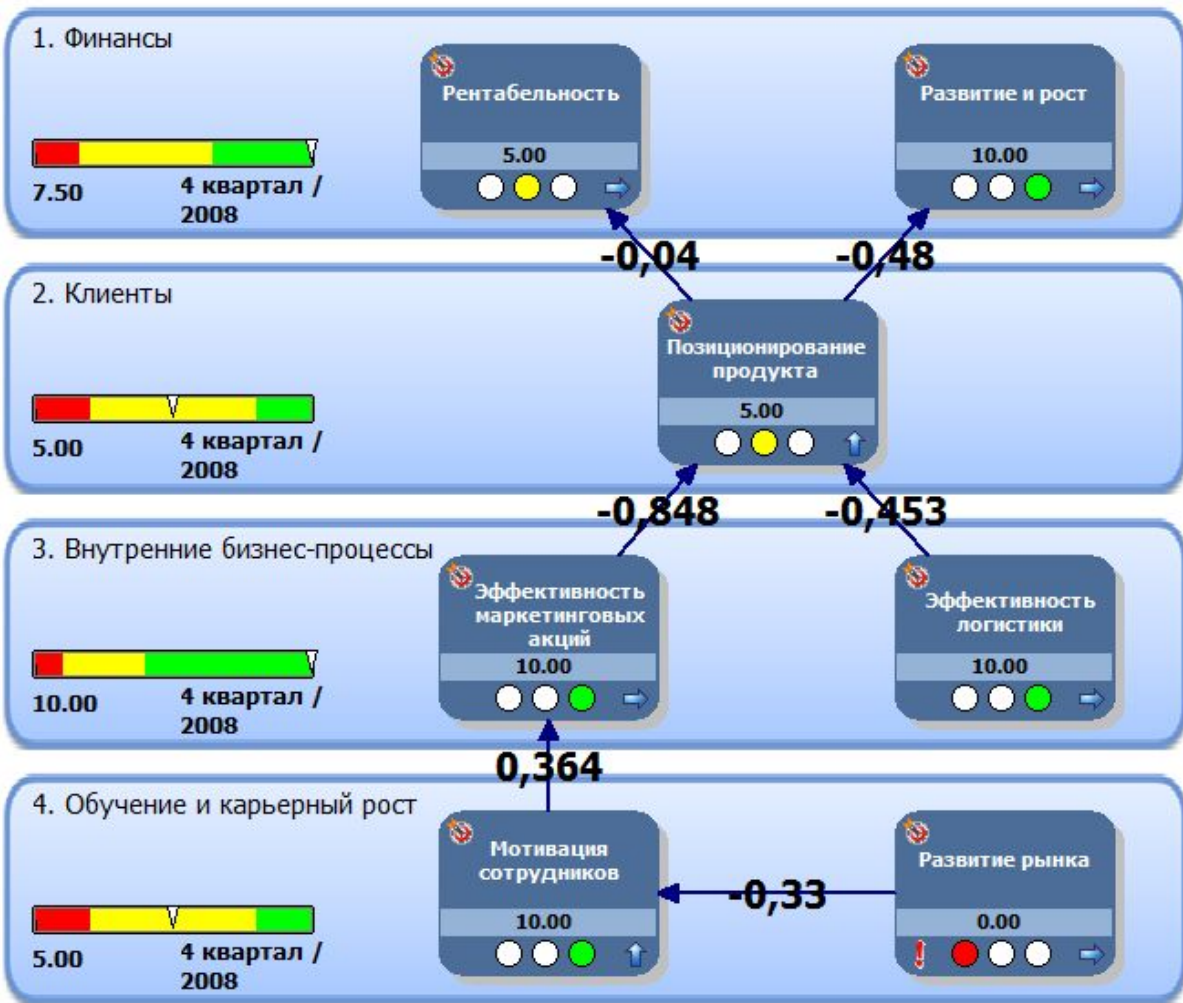 1. Финансы
Рентабельность
5.00
Развитие и рост
10.00
7.50
4 квартал /
2008
-0,04
-0,48
2. Клиенты
Позиционирование
продукта
5.00
5.00
4 квартал /
2008
-0,848
-0,453
3. Внутренние бизнес-процессы
Эффективность
маркетинговых
акций
10.00
Эффективность
логистики
10.00
10.00
4 квартал /
2008
0,364
4. Обучение и карьерный рост
Мотивация
сотрудников
10.00
-0,33
Развитие рынка
0.00
5.00
4 квартал /
2008